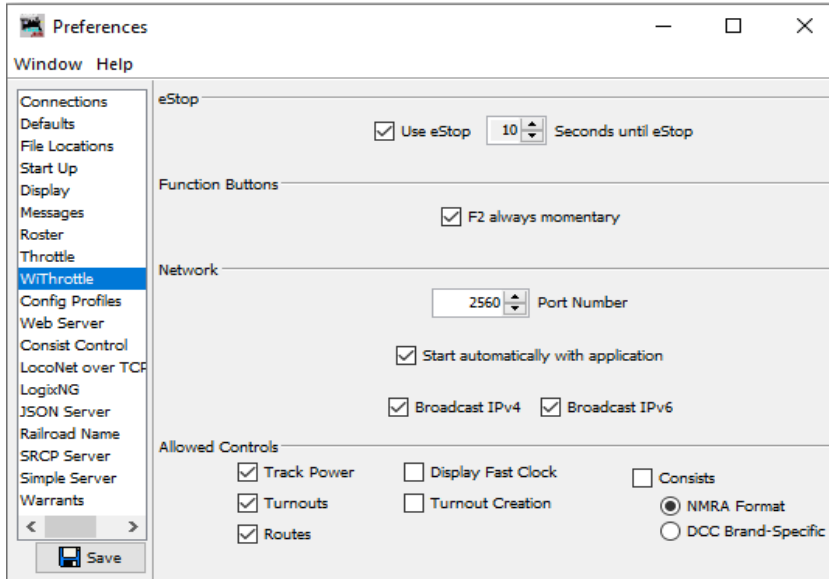 Preferences
Window Help
Connections
Defaults
File Locations
Start Up
Display
Messages
Roster
Throttle
WiThrottle
Config Profiles
Web Server
Consist Control
LocoNet over TCP
LogixNG
JSON Server
Railroad Name
SRCP Server
Simple Server
Warrants
Save
eStop
Use eStop 10 Seconds until eStop
Function Buttons
F2 always momentary
Network
2560 Port Number
Start automatically with application
Broadcast IPv4 Broadcast IPv6
Allowed Controls
Track Power Display Fast Clock Consists
Turnouts Turnout Creation NMRA Format
Routes DCC Brand-Specific